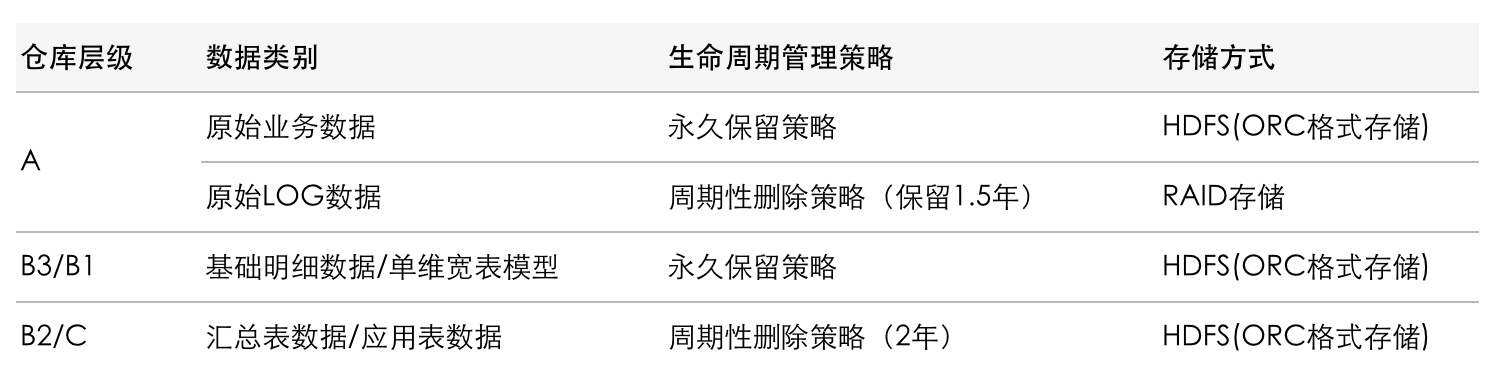 仓库层级 数据类别 生命周期管理策略 存储方式
原始业务数据 永久保留策略 HDFS(ORC格式存储)
A
原始LOG数据 周期性删除策略（保留1.5年） RAID存储
B3/B1 基础明细数据/单维宽表模型 永久保留策略 HDFS(ORC格式存储)
B2/C 汇总表数据/应用表数据 周期性删除策略（2年） HDFS(ORC格式存储)